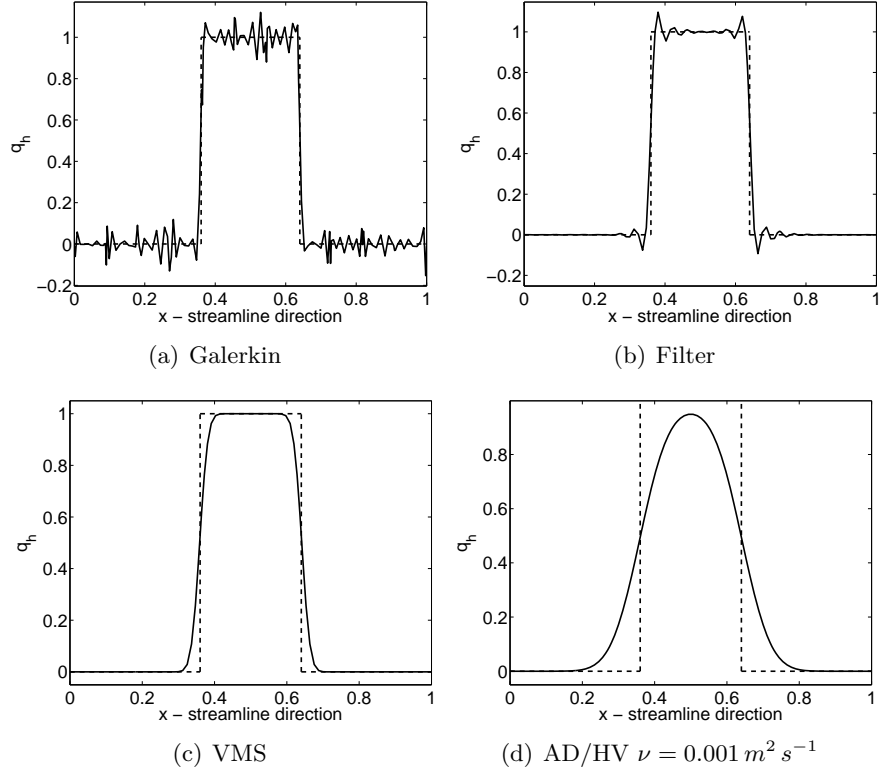 1
0.8
0.6
0.4
0.2
0
−0.2
q_h
0 0.2 0.4 0.6 0.8 1
x − streamline direction
(a) Galerkin
1
0.8
0.6
0.4
0.2
0
−0.2
q_h
0 0.2 0.4 0.6 0.8 1
x − streamline direction
(b) Filter
1
0.8
0.6
0.4
0.2
0
q_h
0 0.2 0.4 0.6 0.8 1
x − streamline direction
(c) VMS
0.8
0.6
0.4
0.2
0
q_h
0 0.2 0.4 0.6 0.8 1
x − streamline direction
(d) AD/HV ν = 0.001 m² s⁻¹